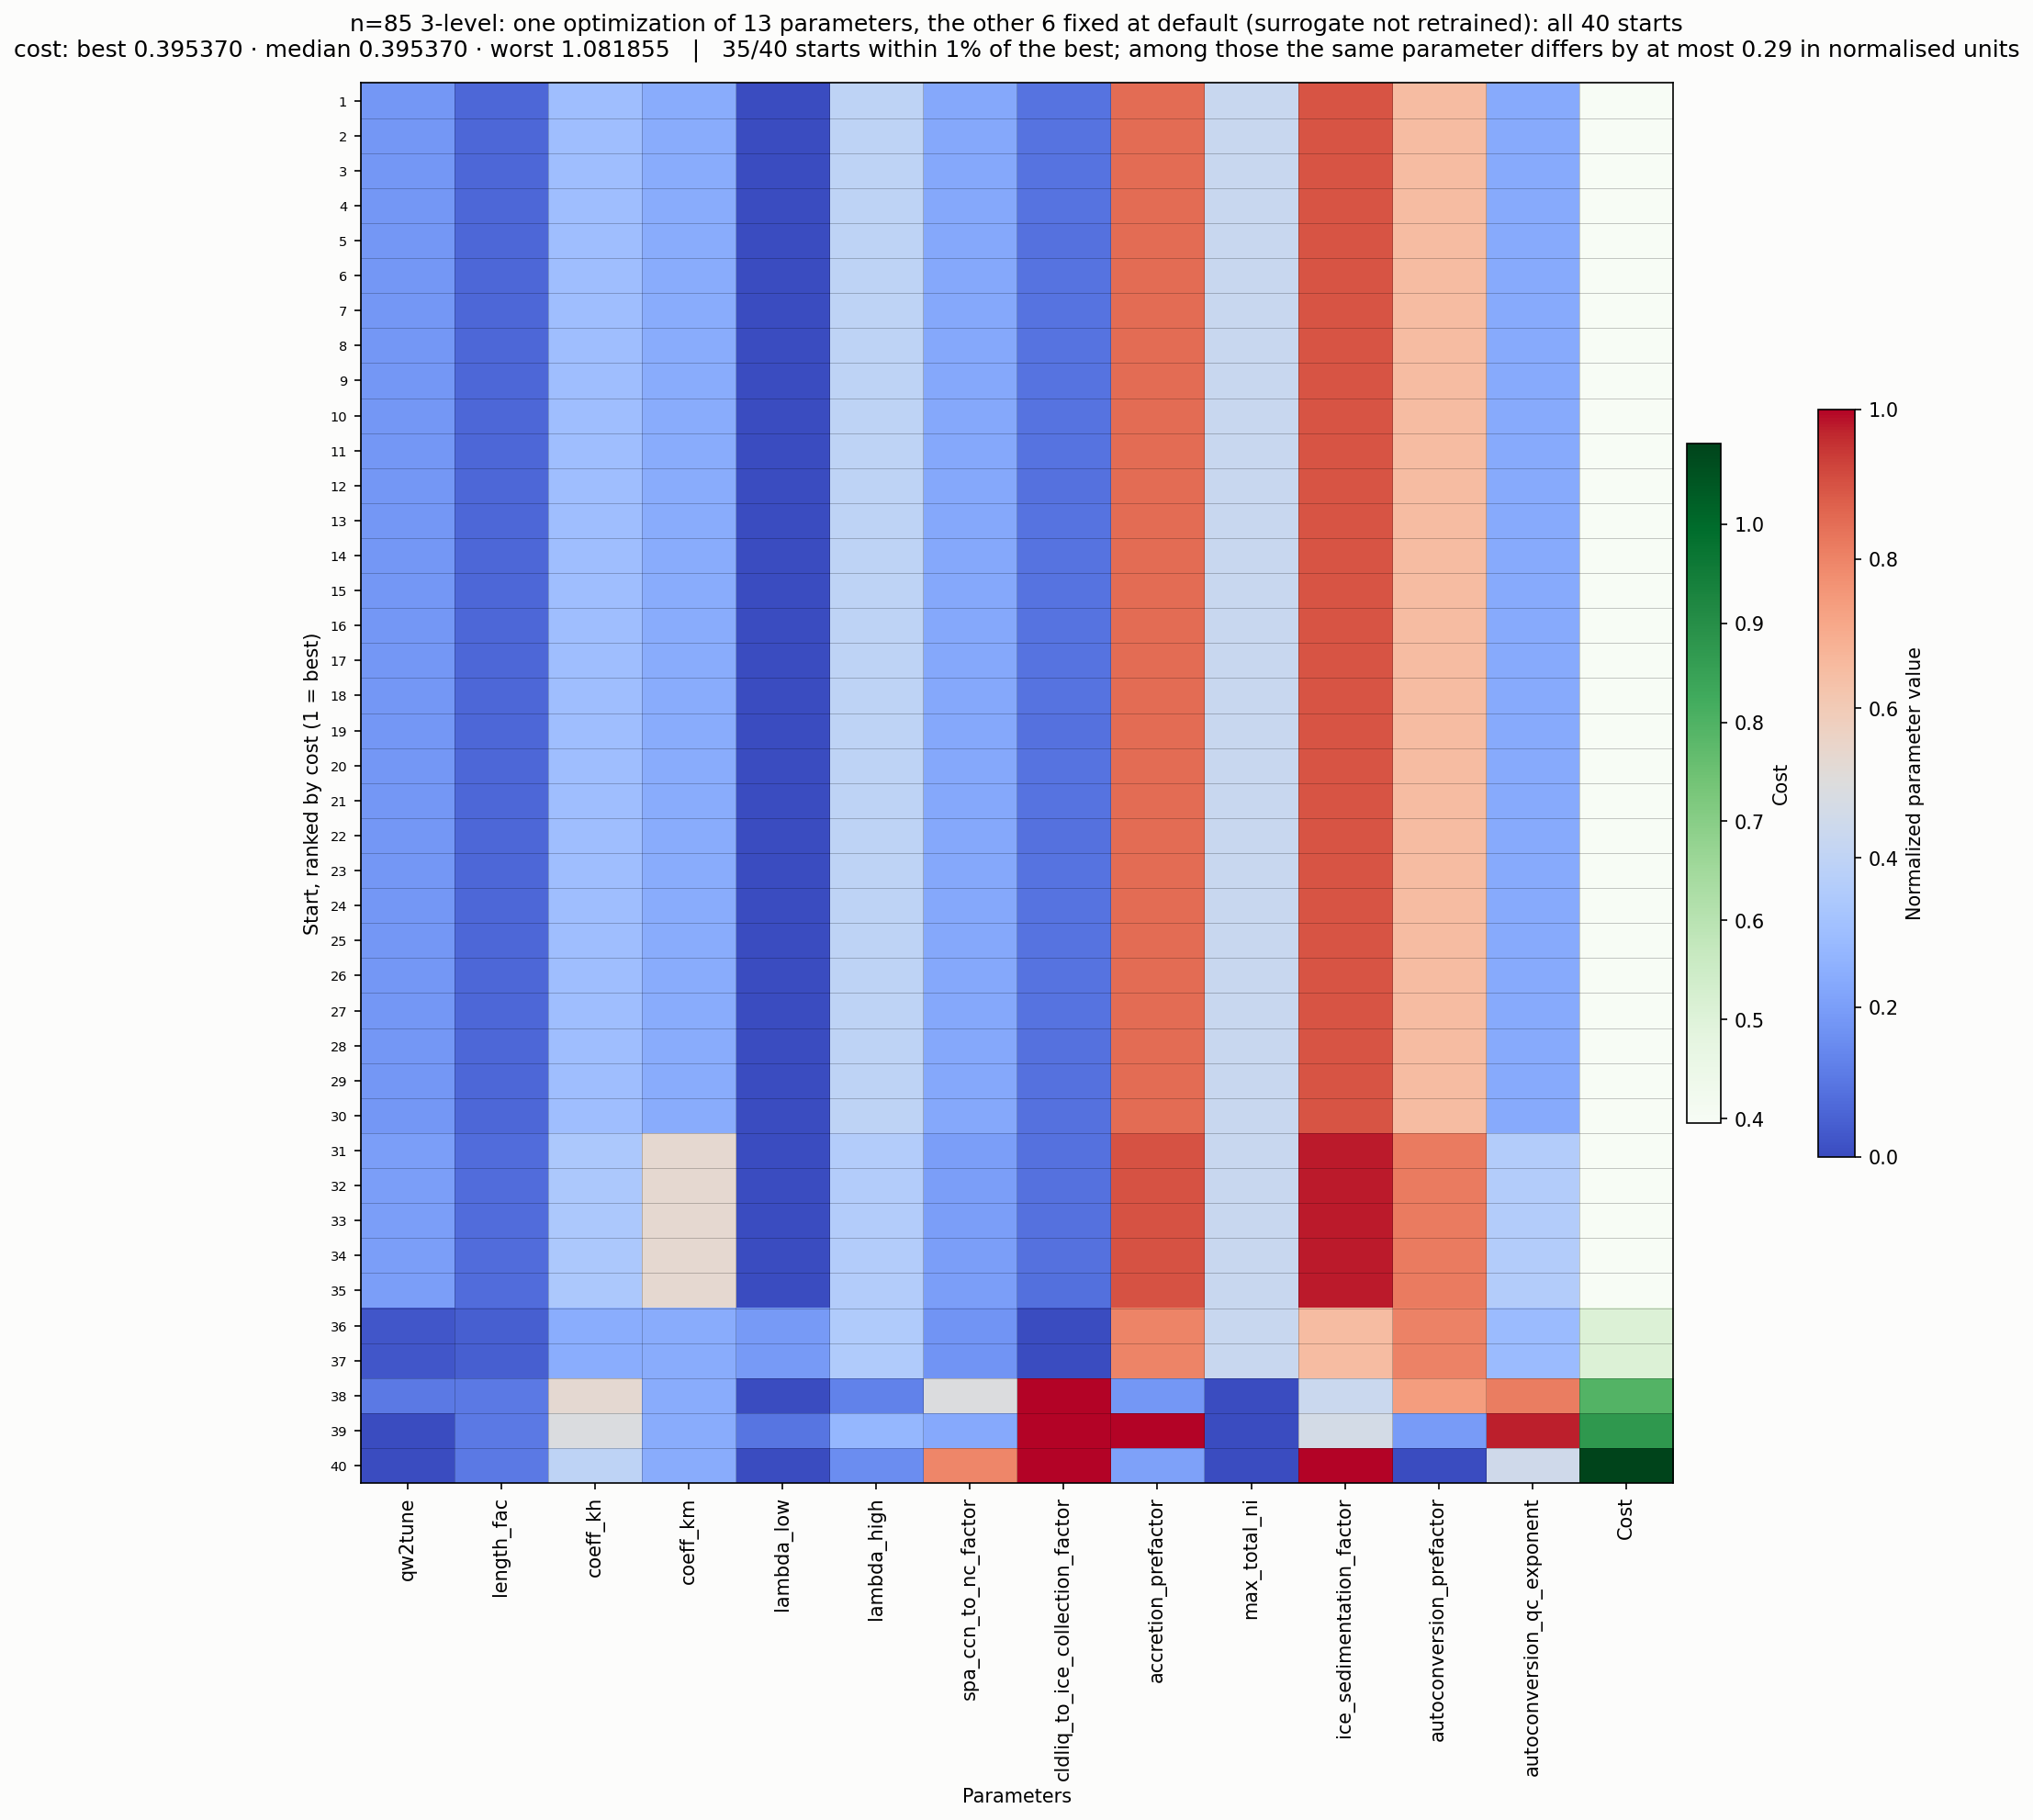 n=85 3-level: one optimization of 13 parameters, the other 6 fixed at default (surrogate not retrained): all 40 starts
cost: best 0.395370 · median 0.395370 · worst 1.081855 | 35/40 starts within 1% of the best; among those the same parameter differs by at most 0.29 in normalised units
Start, ranked by cost (1 = best)
1
2
3
4
5
6
7
8
9
10
11
12
13
14
15
16
17
18
19
20
21
22
23
24
25
26
27
28
29
30
31
32
33
34
35
36
37
38
39
40
qw2tune
length_fac
coeff_kh
coeff_km
lambda_low
lambda_high
spa_ccn_to_nc_factor
cldliq_to_ice_collection_factor
accretion_prefactor
max_total_ni
ice_sedimentation_factor
autoconversion_prefactor
autoconversion_qc_exponent
Cost
Parameters
1.0
0.9
0.8
0.7
0.6
0.5
0.4
Cost
1.0
0.8
0.6
0.4
0.2
0.0
Normalized parameter value